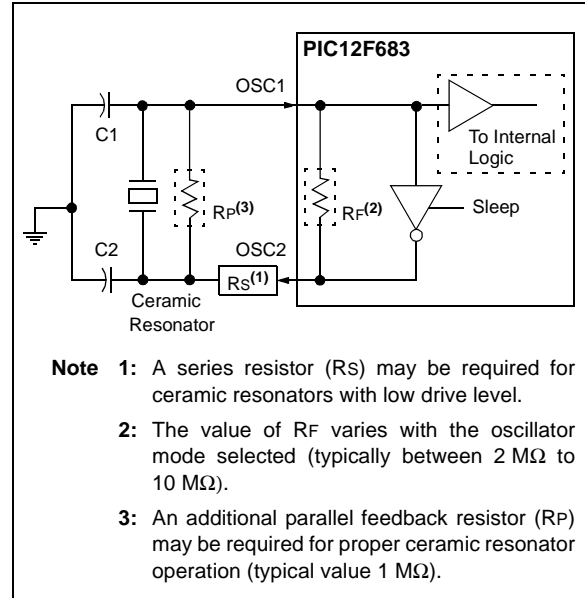 PIC12F683
OSC1
C1
To Internal
Logic
RP(3)
RF(2)
Sleep
C2
OSC2
RS(1)
Ceramic
Resonator
Note 1: A series resistor (RS) may be required for
ceramic resonators with low drive level.
2: The value of RF varies with the oscillator
mode selected (typically between 2 MΩ to
10 MΩ).
3: An additional parallel feedback resistor (RP)
may be required for proper ceramic resonator
operation (typical value 1 MΩ).